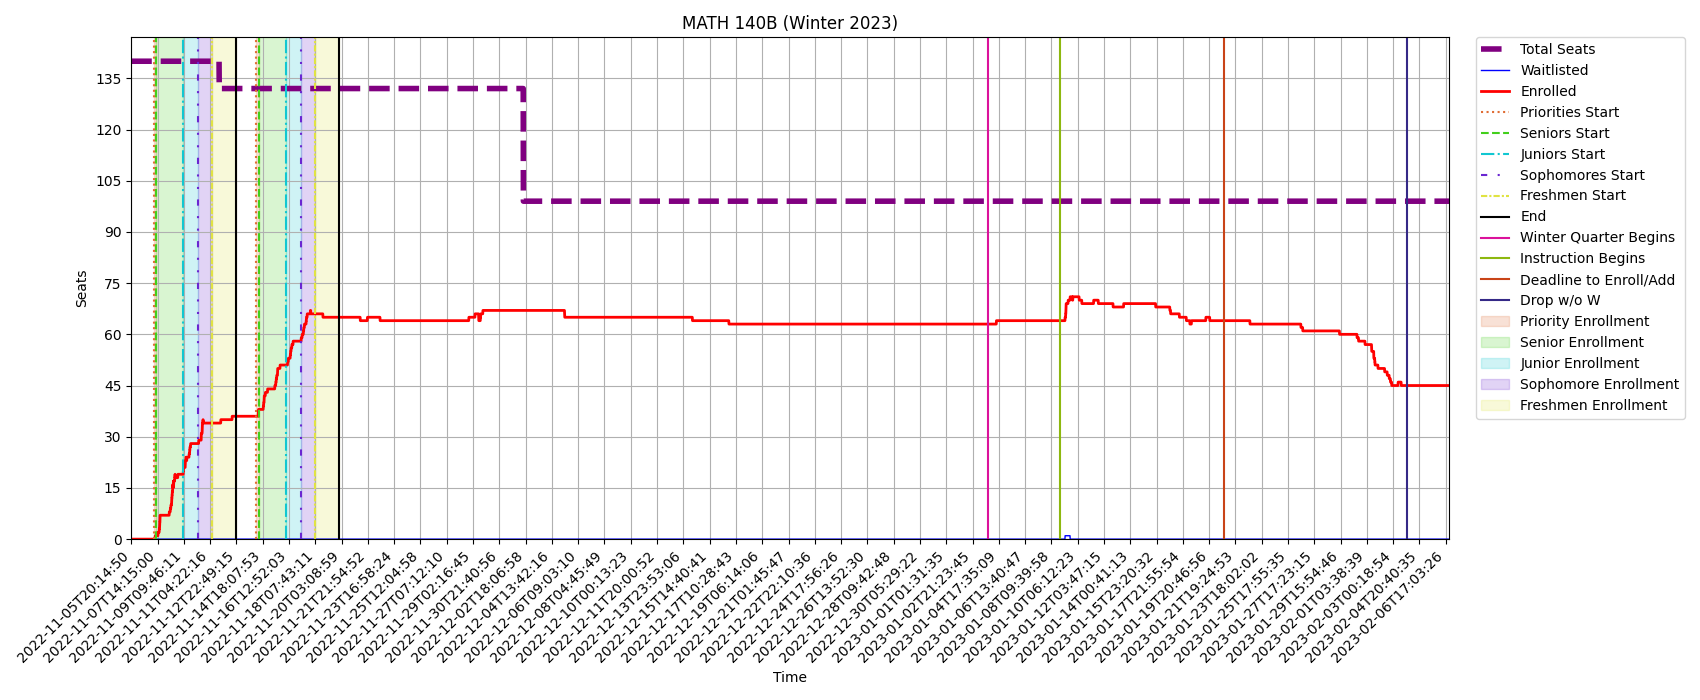 MATH 140B (Winter 2023)
Seats
135
120
105
90
75
60
45
30
15
0
2022-11-05T20:14:50
2022-11-07T14:15:00
2022-11-09T09:46:11
2022-11-11T04:22:16
2022-11-12T22:49:15
2022-11-14T18:07:53
2022-11-16T12:52:03
2022-11-18T07:43:11
2022-11-20T03:08:59
2022-11-21T21:54:52
2022-11-23T16:58:24
2022-11-25T12:04:58
2022-11-27T07:12:10
2022-11-29T02:16:45
2022-11-30T21:40:56
2022-12-02T18:06:58
2022-12-04T13:42:16
2022-12-06T09:03:10
2022-12-08T04:45:49
2022-12-10T00:13:23
2022-12-11T20:00:52
2022-12-13T23:53:06
2022-12-15T14:40:41
2022-12-17T10:28:43
2022-12-19T06:14:06
2022-12-21T01:45:47
2022-12-22T22:10:36
2022-12-24T17:56:26
2022-12-26T13:52:30
2022-12-28T09:42:48
2022-12-30T05:29:22
2023-01-01T01:31:35
2023-01-02T21:23:45
2023-01-04T17:35:09
2023-01-06T13:40:47
2023-01-08T09:39:58
2023-01-10T06:12:23
2023-01-12T03:47:15
2023-01-14T00:41:13
2023-01-15T23:20:32
2023-01-17T21:55:54
2023-01-19T20:46:56
2023-01-21T19:24:53
2023-01-23T18:02:02
2023-01-25T17:55:35
2023-01-27T17:23:15
2023-01-29T15:54:46
2023-02-01T03:38:39
2023-02-03T00:18:54
2023-02-04T20:40:35
2023-02-06T17:03:26
Time
Total Seats
Waitlisted
Enrolled
Priorities Start
Seniors Start
Juniors Start
Sophomores Start
Freshmen Start
End
Winter Quarter Begins
Instruction Begins
Deadline to Enroll/Add
Drop w/o W
Priority Enrollment
Senior Enrollment
Junior Enrollment
Sophomore Enrollment
Freshmen Enrollment